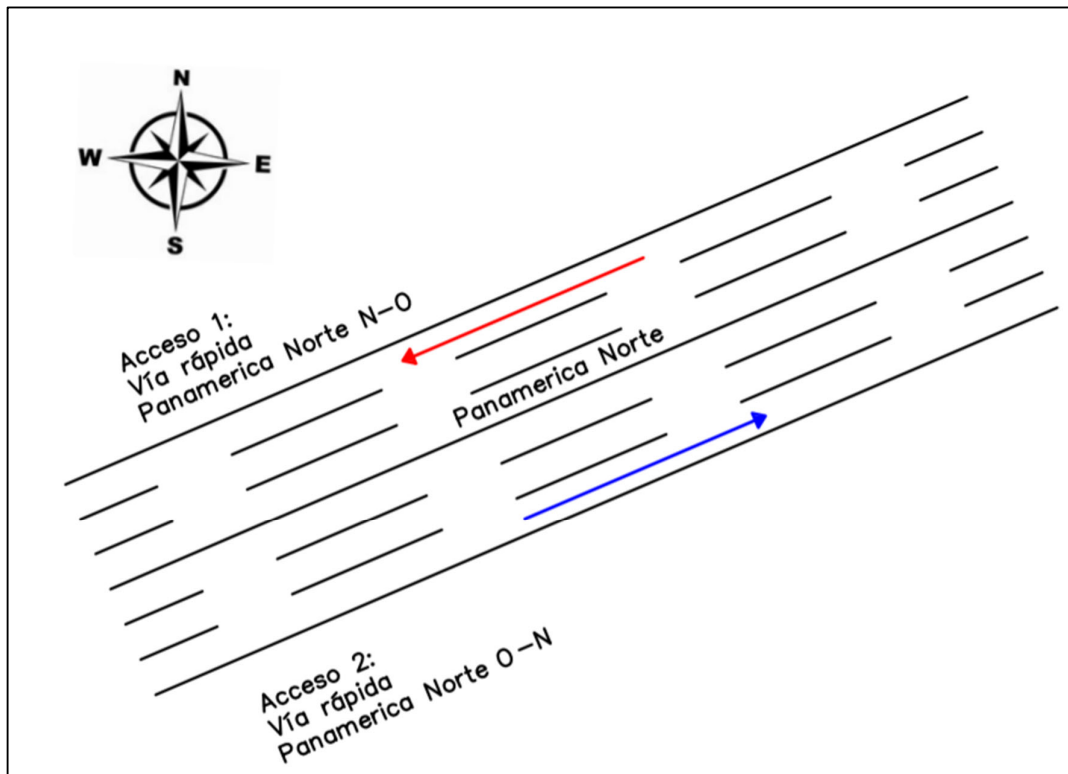 N
W
E
S
Acceso 1:
Vía rápida
Panamerica Norte N-O
Panamerica Norte
Acceso 2:
Vía rápida
Panamerica Norte O-N